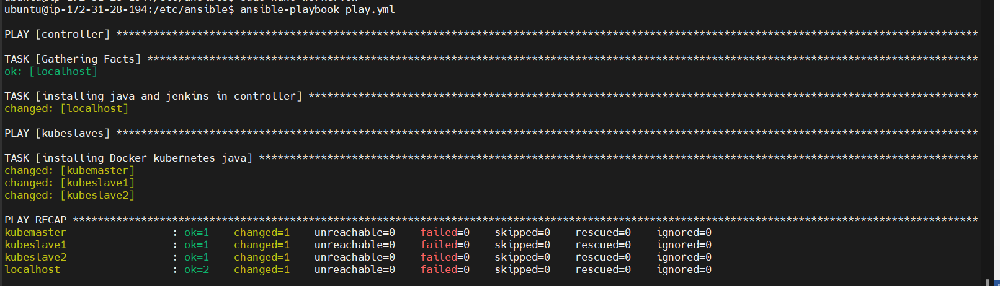 ubuntu@ip-172-31-28-194:/etc/ansible$ ansible-playbook play.yml
PLAY [controller] *******************************************************************************************************************************************
TASK [Gathering Facts] **************************************************************************************************************************************
ok: [localhost]
TASK [installing java and jenkins in controller] ************************************************************************************************************
changed: [localhost]
PLAY [kubeslaves] *******************************************************************************************************************************************
TASK [installing Docker kubernetes java] ********************************************************************************************************************
changed: [kubemaster]
changed: [kubeslave1]
changed: [kubeslave2]
PLAY RECAP **************************************************************************************************************************************************
kubemaster                 : ok=1    changed=1    unreachable=0    failed=0    skipped=0    rescued=0    ignored=0
kubeslave1                 : ok=1    changed=1    unreachable=0    failed=0    skipped=0    rescued=0    ignored=0
kubeslave2                 : ok=1    changed=1    unreachable=0    failed=0    skipped=0    rescued=0    ignored=0
localhost                  : ok=2    changed=1    unreachable=0    failed=0    skipped=0    rescued=0    ignored=0